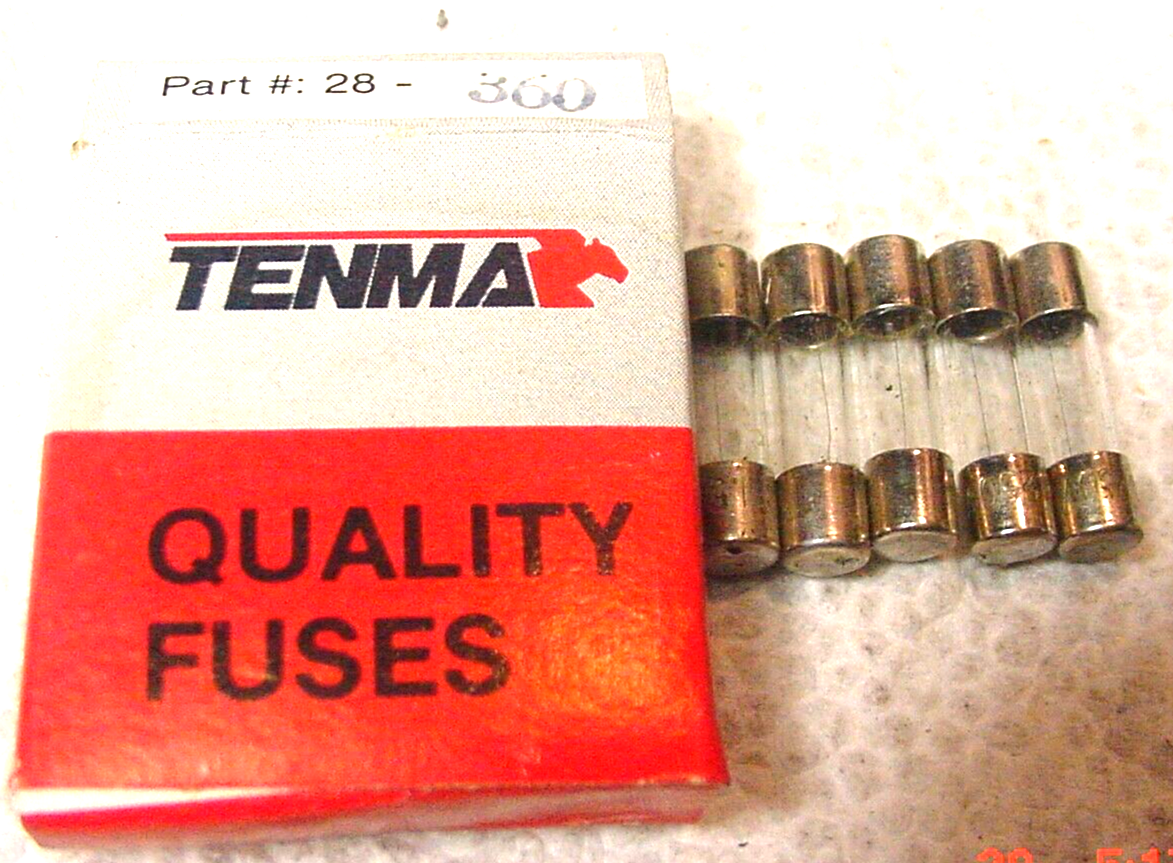 Part #: 28 - 360
TENMA
QUALITY
FUSES